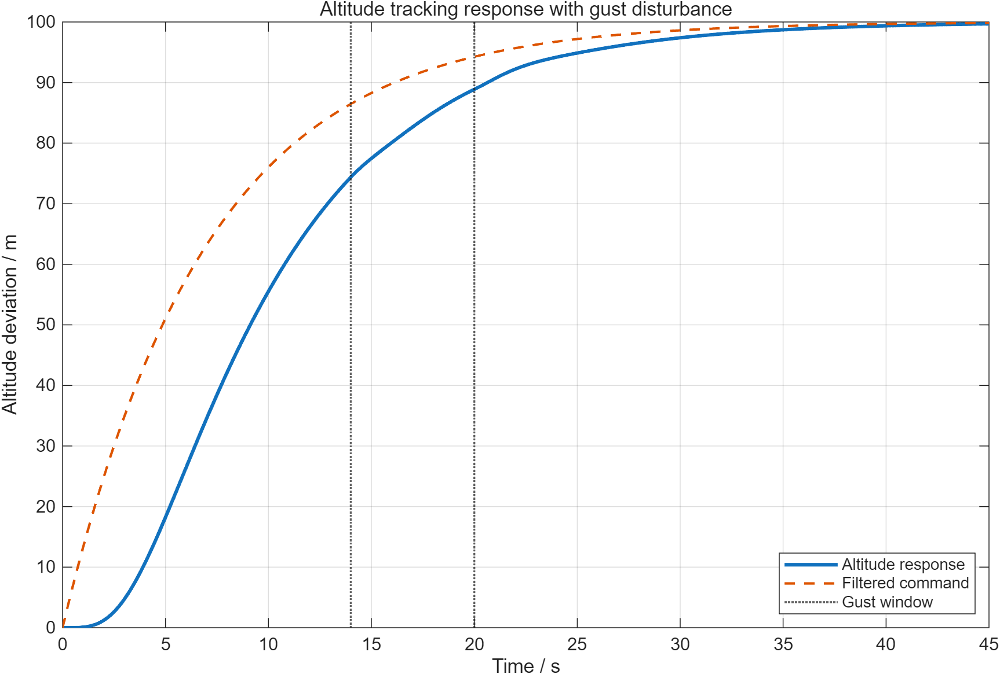 Altitude tracking response with gust disturbance
100
90
80
70
60
50
40
30
20
10
0
Altitude deviation / m
0 5 10 15 20 25 30 35 40 45
Time / s
Altitude response
Filtered command
Gust window